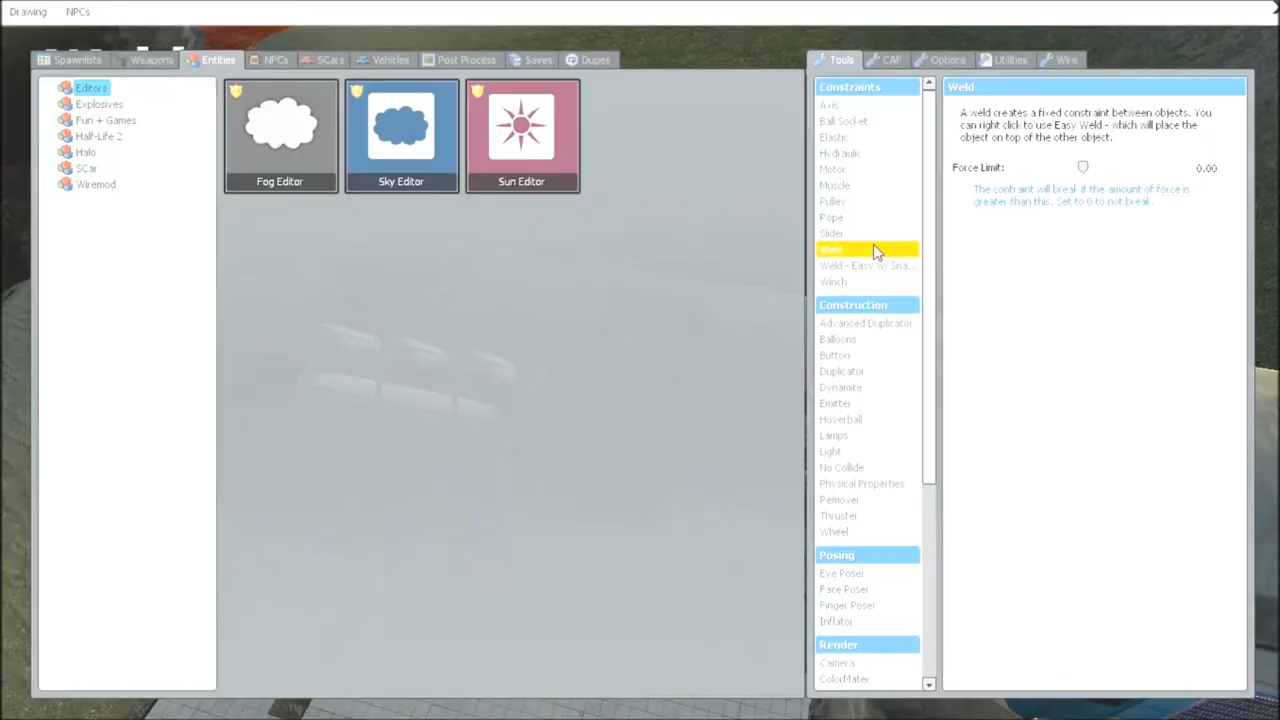 Drawing NPCs
Spawnlists Weapons Entities NPCs SCars Vehicles Post Process Saves Dupes
Editors
Explosives
Fun + Games
Half-Life 2
Halo
SCar
Wiremod
Fog Editor Sky Editor Sun Editor
Tools CAF Options Utilities Wire
Constraints
Axis
Ball Socket
Elastic
Hydraulic
Motor
Muscle
Pulley
Rope
Slider
Weld
Weld - Easy w/ Sna...
Winch
Construction
Advanced Duplicator
Balloons
Button
Duplicator
Dynamite
Emitter
Hoverball
Lamps
Light
No Collide
Physical Properties
Remover
Thruster
Wheel
Posing
Eye Poser
Face Poser
Finger Poser
Inflator
Render
Camera
ColorMater
Weld
A weld creates a fixed constraint between objects. You
can right click to use Easy Weld - which will place the
object on top of the other object.
Force Limit: 0.00
The contraint will break if the amount of force is
greater than this. Set to 0 to not break.